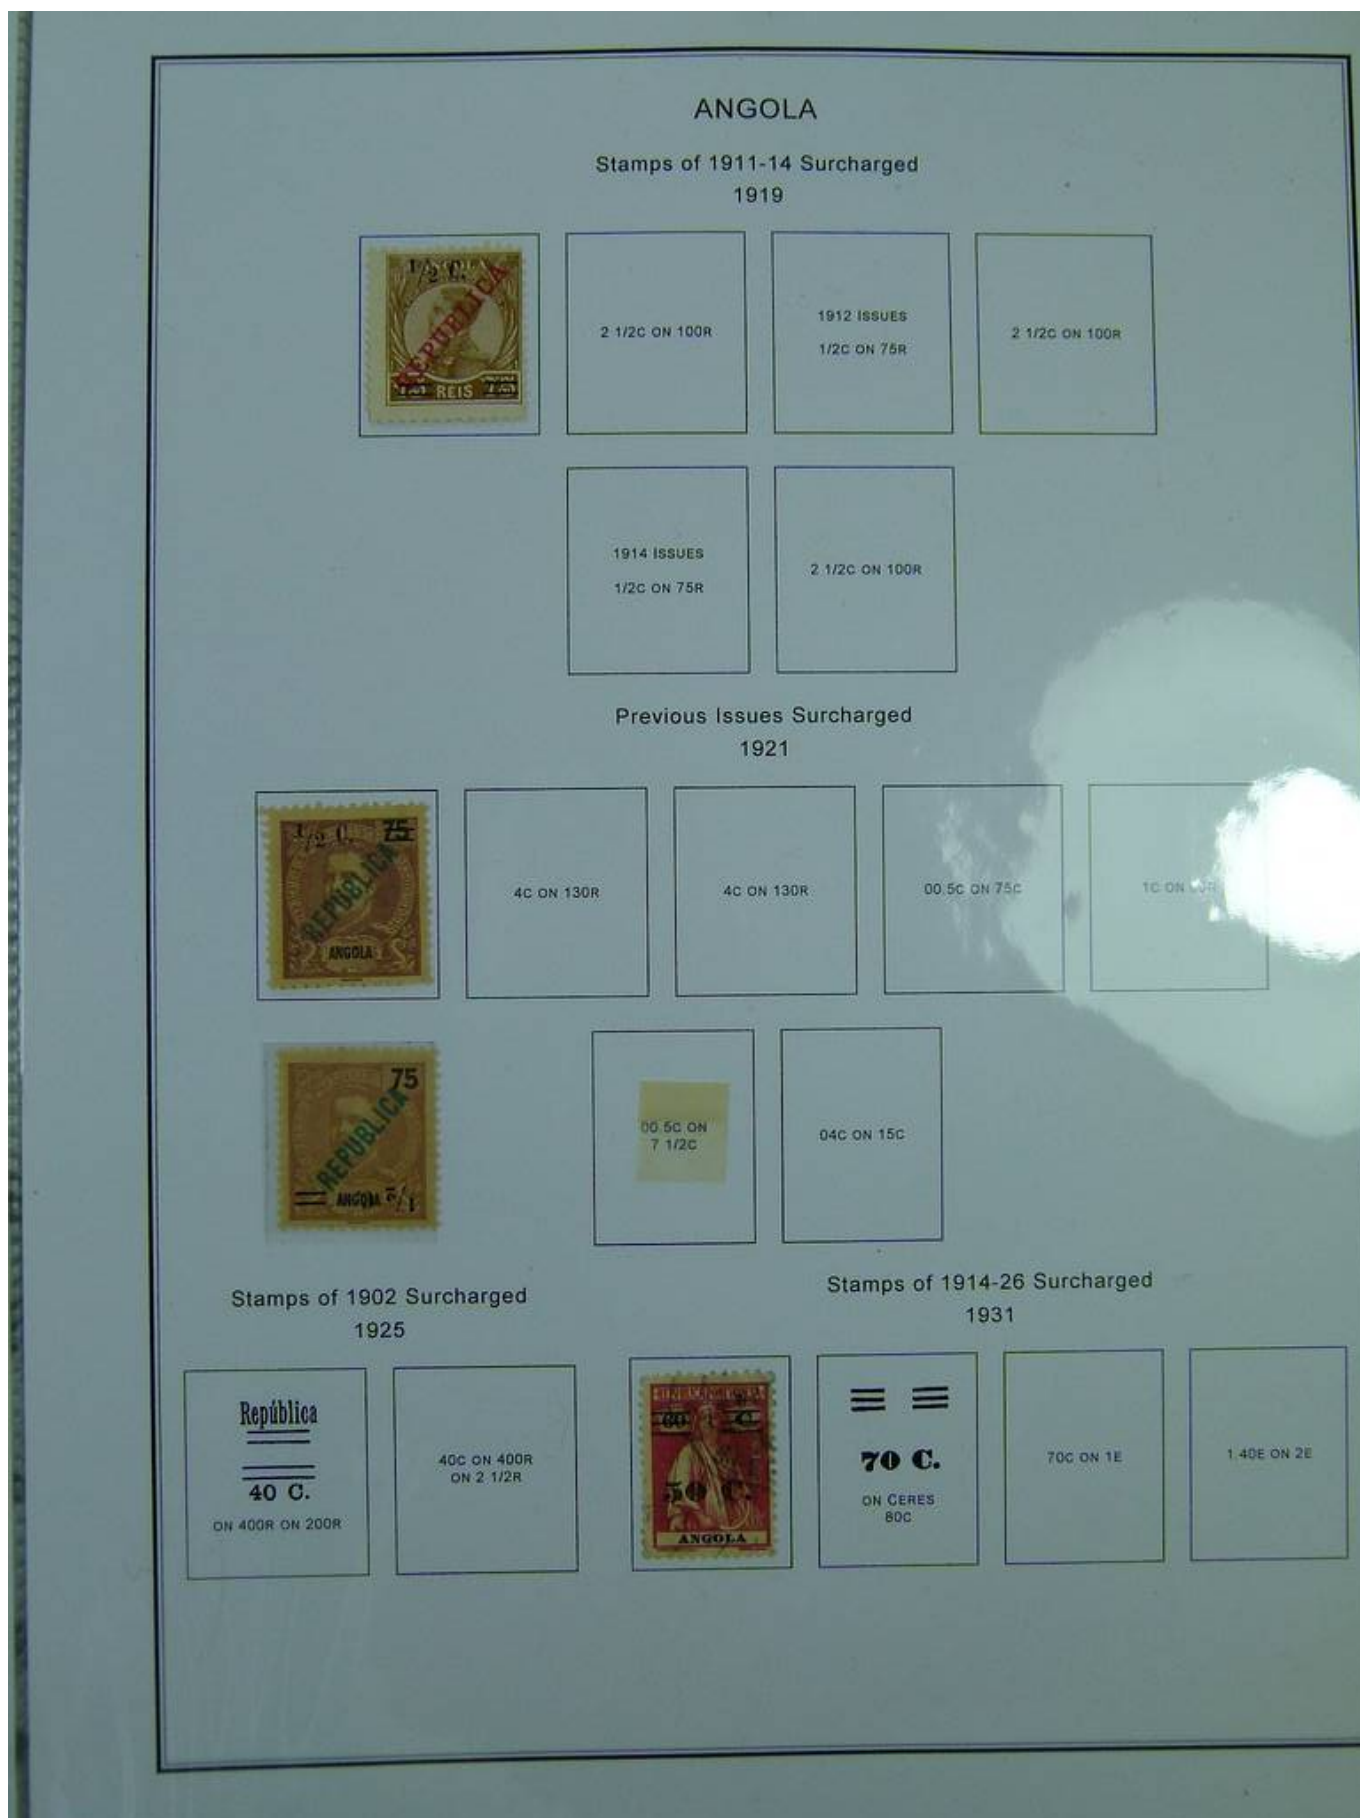 ANGOLA
Stamps of 1911-14 Surcharged
1919
1/2 C.
REPUBLICA
REIS
2 1/2C ON 100R
1912 ISSUES
1/2C ON 75R
2 1/2C ON 100R
1914 ISSUES
1/2C ON 75R
2 1/2C ON 100R
Previous Issues Surcharged
1921
1/2 C. 75
REPUBLICA
ANGOLA
4C ON 130R
4C ON 130R
00.5C ON 75C
1C ON
75
REPUBLICA
ANGOLA 1/2
00.5C ON
7 1/2C
04C ON 15C
Stamps of 1902 Surcharged
1925
Stamps of 1914-26 Surcharged
1931
República
40 C.
ON 400R ON 200R
40C ON 400R
ON 2 1/2R
60 C.
50 C.
ANGOLA
70 C.
ON CERES
80C
70C ON 1E
1.40E ON 2E